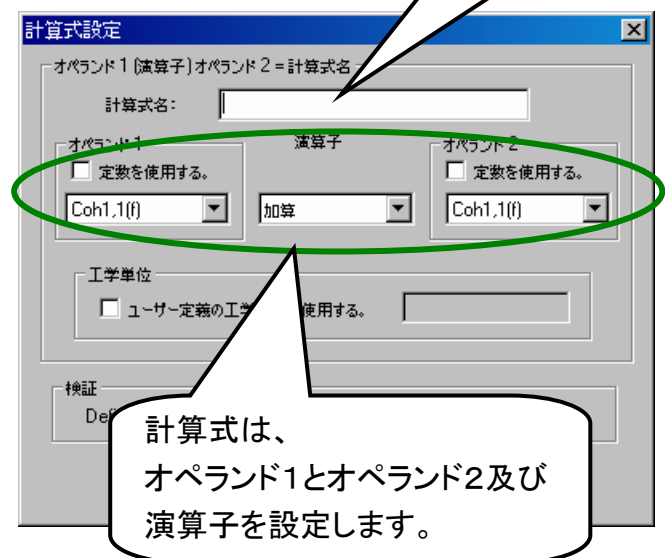 計算式設定
オペランド1 (演算子) オペランド2 = 計算式名
計算式名:
オペランド1 演算子 オペランド2
定数を使用する。 定数を使用する。
Coh1,1(f) 加算 Coh1,1(f)
工学単位
ユーザー定義の工 使用する。
検証
計算式は、
オペランド1とオペランド2及び
演算子を設定します。